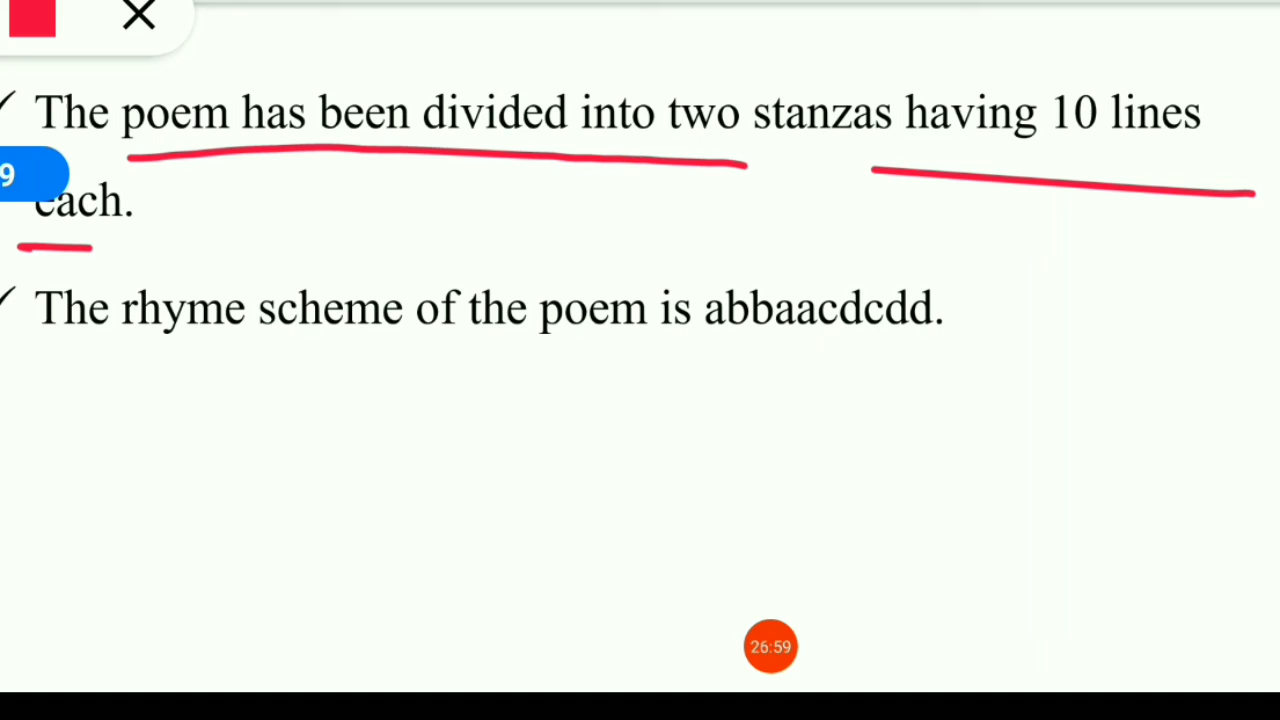 ✓ The poem has been divided into two stanzas having 10 lines
9
each.
✓ The rhyme scheme of the poem is abbaacdcdd.
26:59